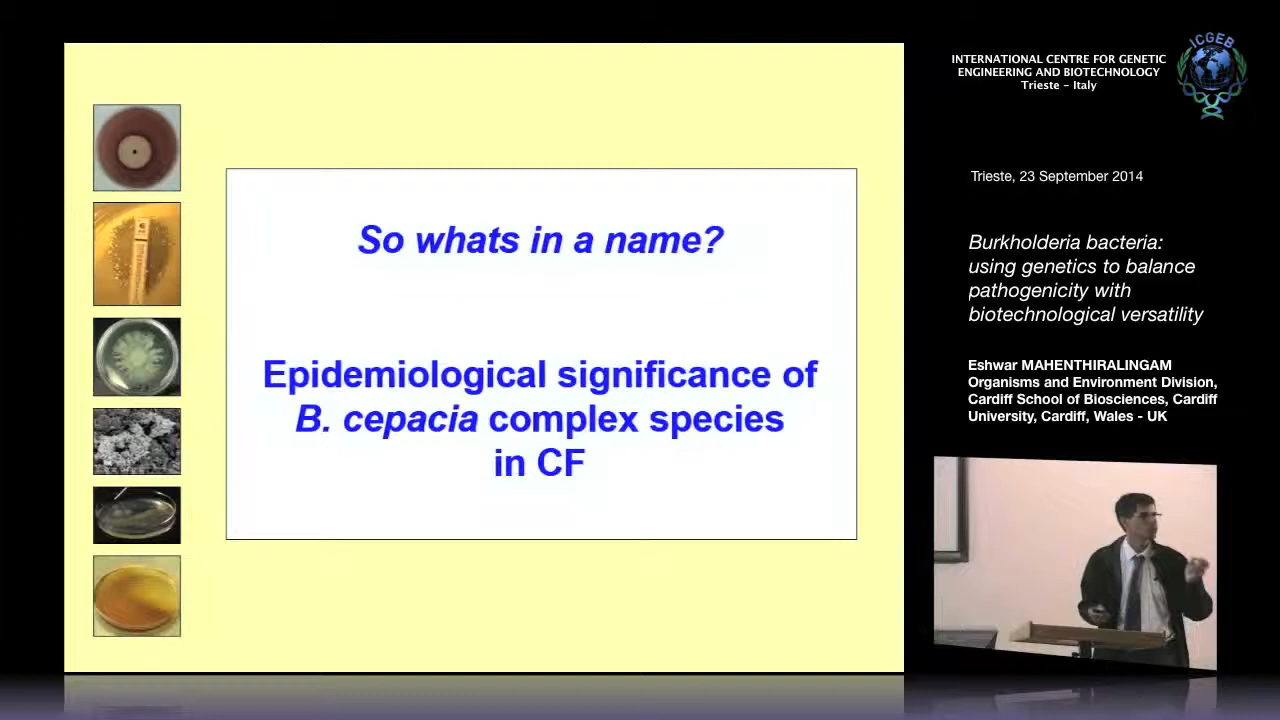 So whats in a name?
Epidemiological significance of
B. cepacia complex species
in CF
INTERNATIONAL CENTRE FOR GENETIC
ENGINEERING AND BIOTECHNOLOGY
Trieste - Italy
ICGEB
Trieste, 23 September 2014
Burkholderia bacteria:
using genetics to balance
pathogenicity with
biotechnological versatility
Eshwar MAHENTHIRALINGAM
Organisms and Environment Division,
Cardiff School of Biosciences, Cardiff
University, Cardiff, Wales - UK